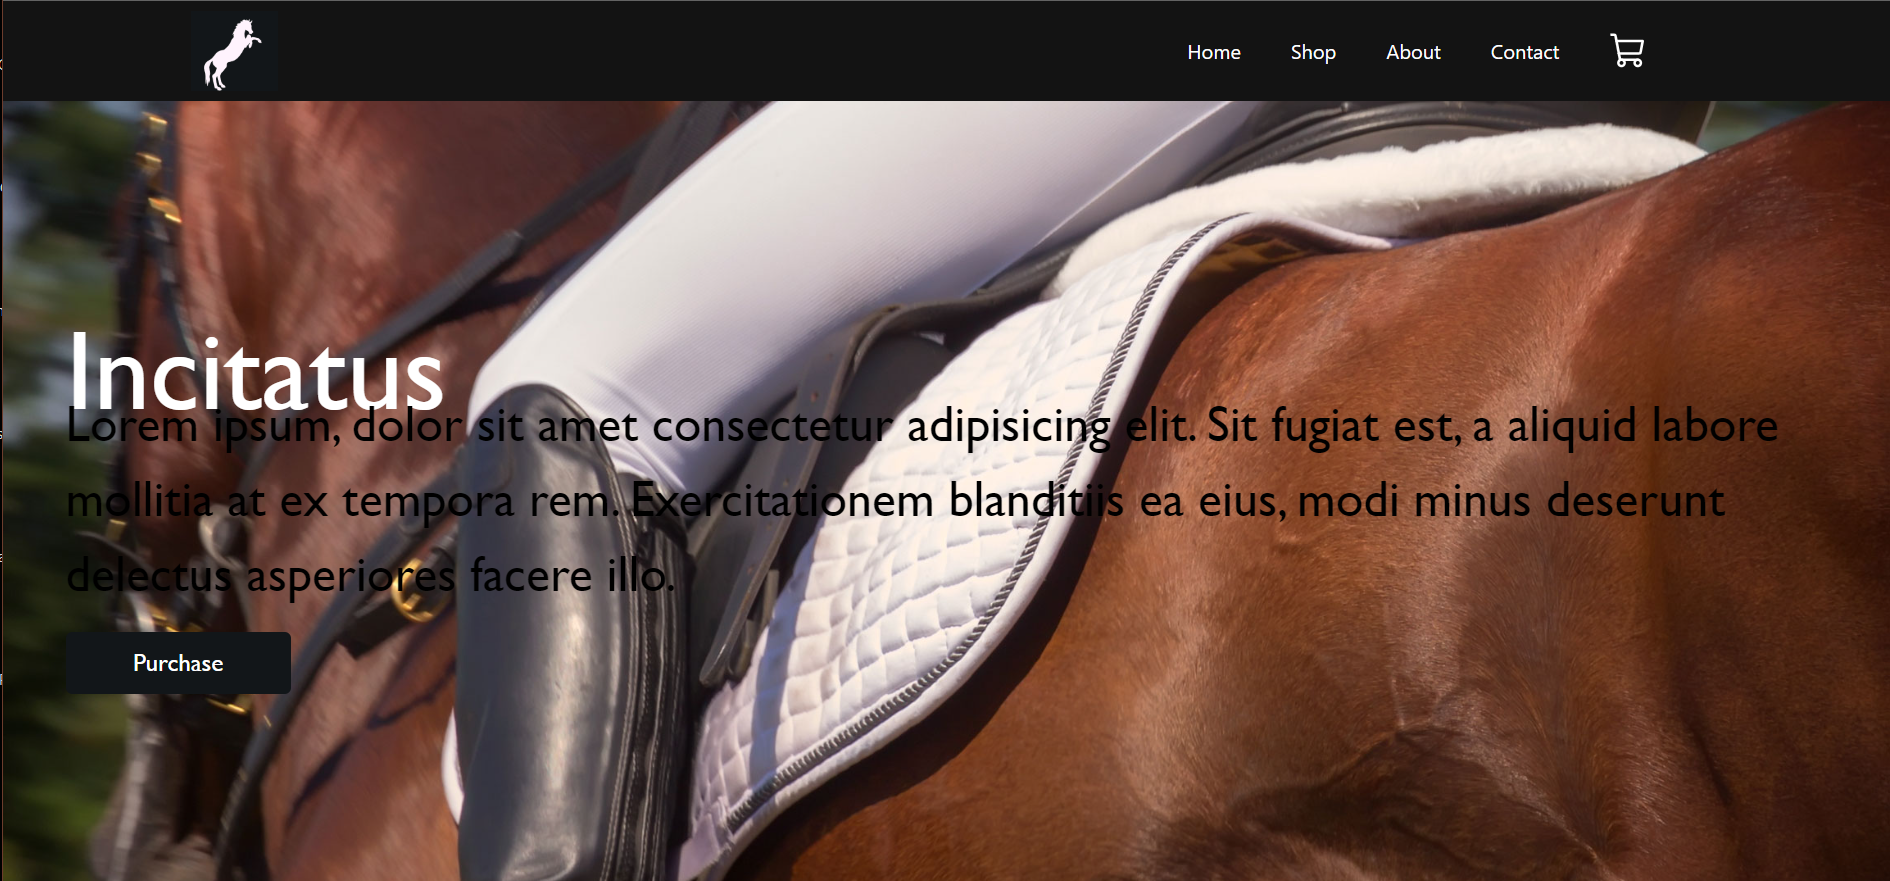 Home Shop About Contact
Incitatus
Lorem ipsum, dolor sit amet consectetur adipisicing elit. Sit fugiat est, a aliquid labore
mollitia at ex tempora rem. Exercitationem blanditiis ea eius, modi minus deserunt
delectus asperiores facere illo.
Purchase